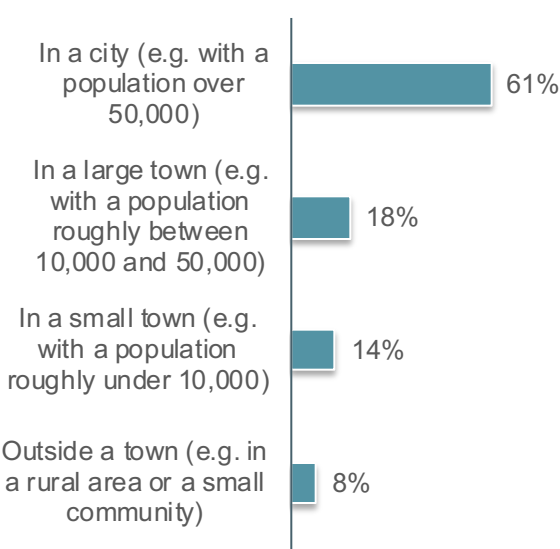 In a city (e.g. with a
population over
50,000)
61%
In a large town (e.g.
with a population
roughly between
10,000 and 50,000)
18%
In a small town (e.g.
with a population
roughly under 10,000)
14%
Outside a town (e.g. in
a rural area or a small
community)
8%